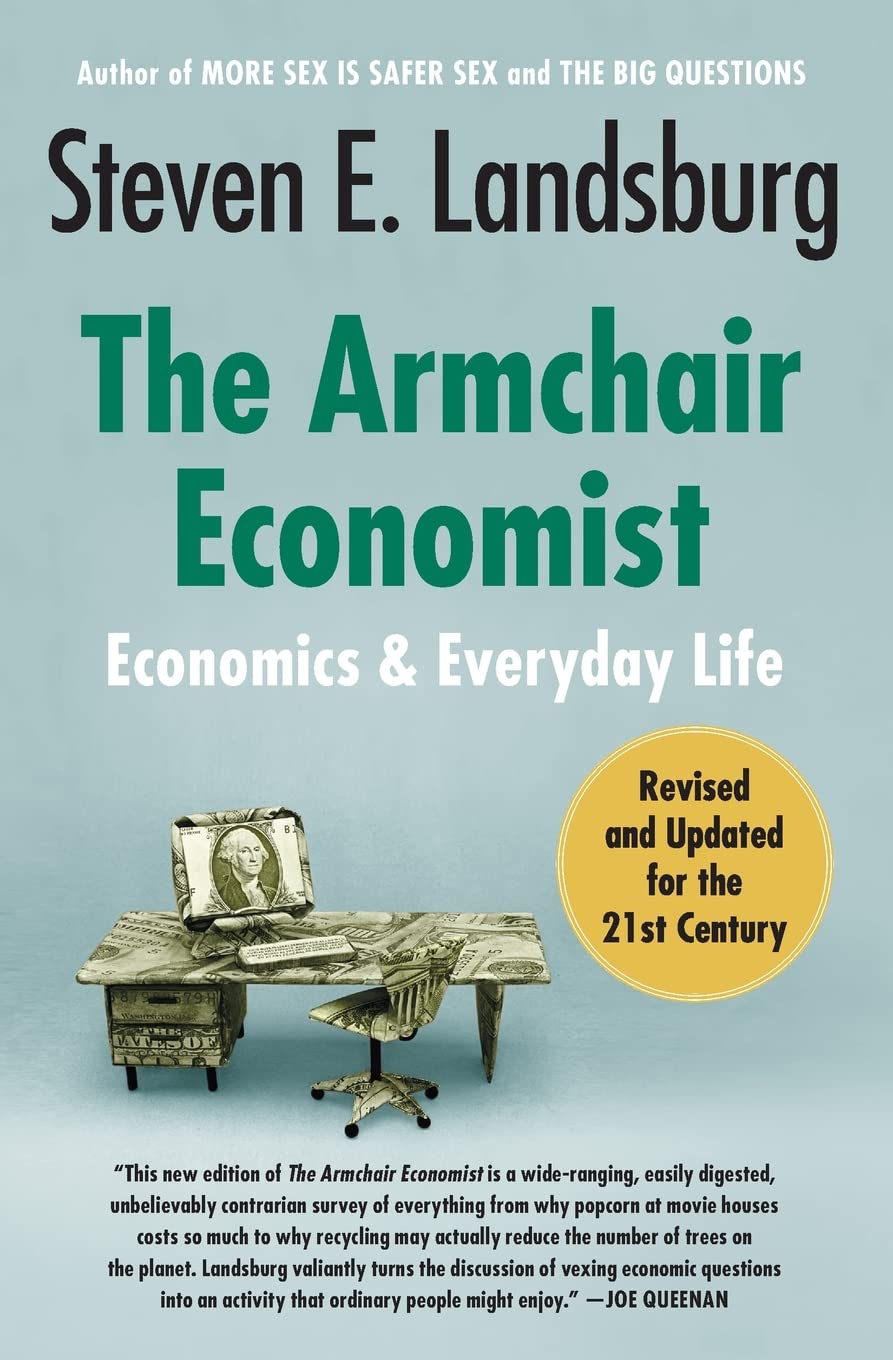 Author of MORE SEX IS SAFER SEX and THE BIG QUESTIONS
Steven E. Landsburg
The Armchair
Economist
Economics & Everyday Life
Revised
and Updated
for the
21st Century
“This new edition of The Armchair Economist is a wide-ranging, easily digested,
unbelievably contrarian survey of everything from why popcorn at movie houses
costs so much to why recycling may actually reduce the number of trees on
the planet. Landsburg valiantly turns the discussion of vexing economic questions
into an activity that ordinary people might enjoy.” —JOE QUEENAN